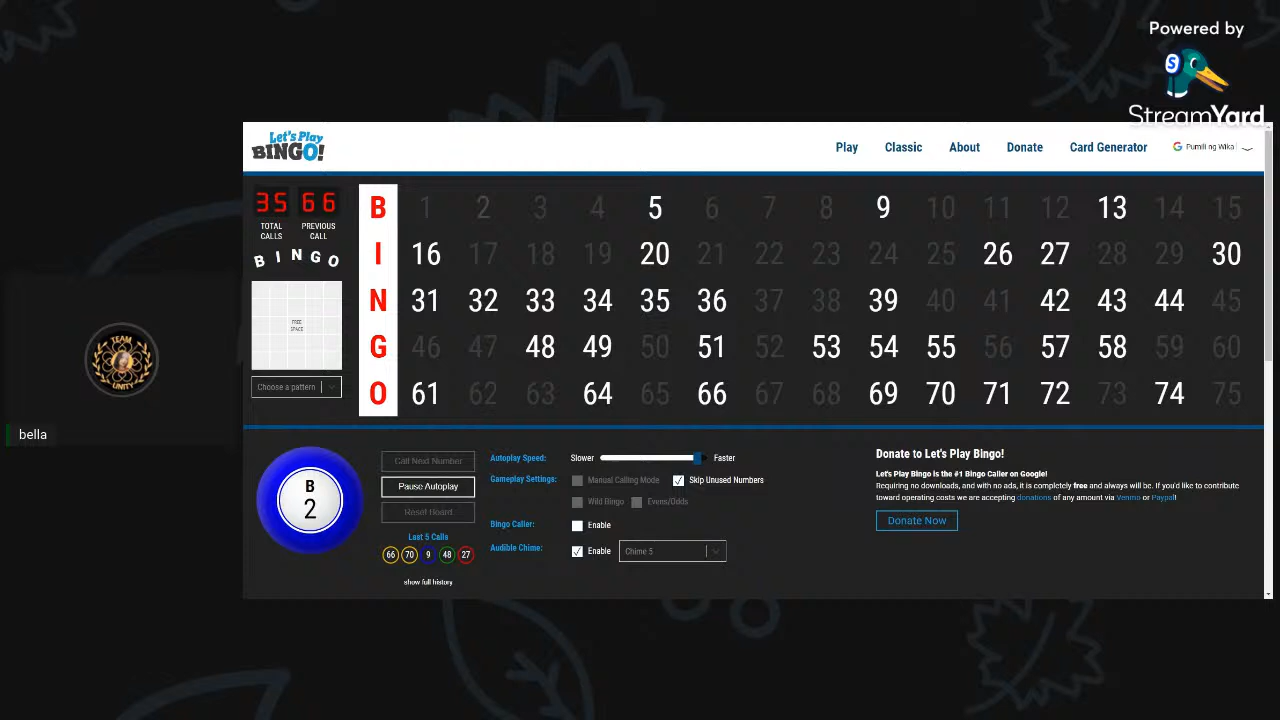 Powered by
StreamYard
Let's Play
BINGO!
Play Classic About Donate Card Generator G Pumili ng Wika
35 66
TOTAL CALLS PREVIOUS CALL
B I N G O
FREE SPACE
Choose a pattern
B 1 2 3 4 5 6 7 8 9 10 11 12 13 14 15
I 16 17 18 19 20 21 22 23 24 25 26 27 28 29 30
N 31 32 33 34 35 36 37 38 39 40 41 42 43 44 45
G 46 47 48 49 50 51 52 53 54 55 56 57 58 59 60
O 61 62 63 64 65 66 67 68 69 70 71 72 73 74 75
TEAM
UNITY
bella
B
2
Call Next Number
Pause Autoplay
Reset Board
Last 5 Calls
66 70 9 48 27
show full history
Autoplay Speed: Slower Faster
Gameplay Settings: Manual Calling Mode Skip Unused Numbers
Wild Bingo Evens/Odds
Bingo Caller: Enable
Audible Chime: Enable Chime 5
Donate to Let's Play Bingo!
Let's Play Bingo is the #1 Bingo Caller on Google!
Requiring no downloads, and with no ads, it is completely free and always will be. If you'd like to contribute
toward operating costs we are accepting donations of any amount via Venmo or Paypal!
Donate Now